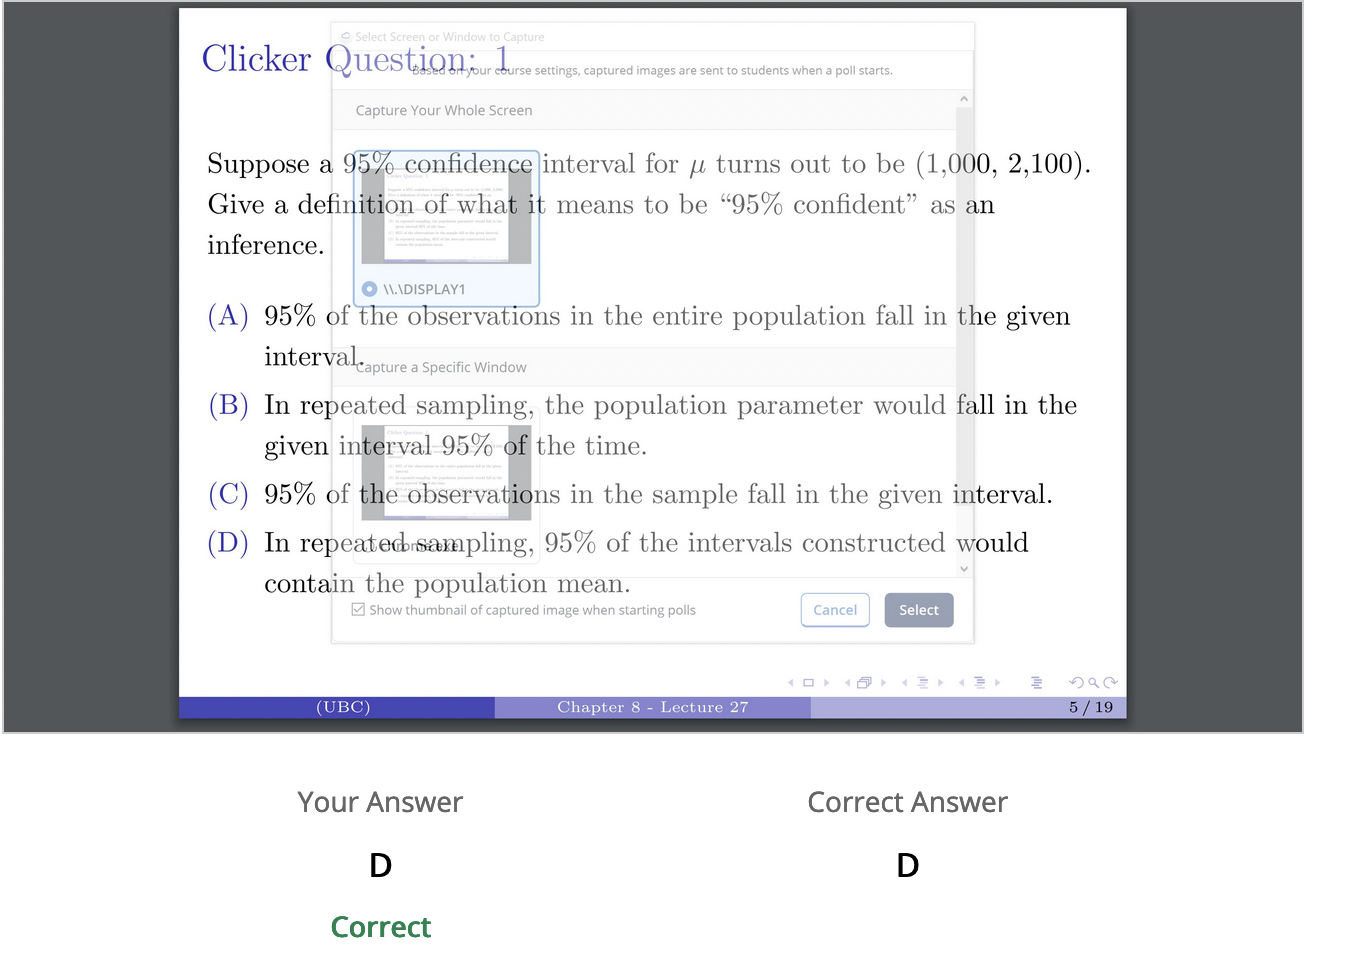 Select Screen or Window to Capture
Clicker Question: 1
Based on your course settings, captured images are sent to students when a poll starts.
Capture Your Whole Screen
Suppose a 95% confidence interval for μ turns out to be (1,000, 2,100).
Give a definition of what it means to be “95% confident” as an
inference.
\\.\DISPLAY1
(A) 95% of the observations in the entire population fall in the given
interval.
Capture a Specific Window
(B) In repeated sampling, the population parameter would fall in the
given interval 95% of the time.
(C) 95% of the observations in the sample fall in the given interval.
(D) In repeated sampling, 95% of the intervals constructed would
contain the population mean.
Show thumbnail of captured image when starting polls
Cancel
Select
(UBC)
Chapter 8 - Lecture 27
5 / 19
Your Answer
Correct Answer
D
D
Correct